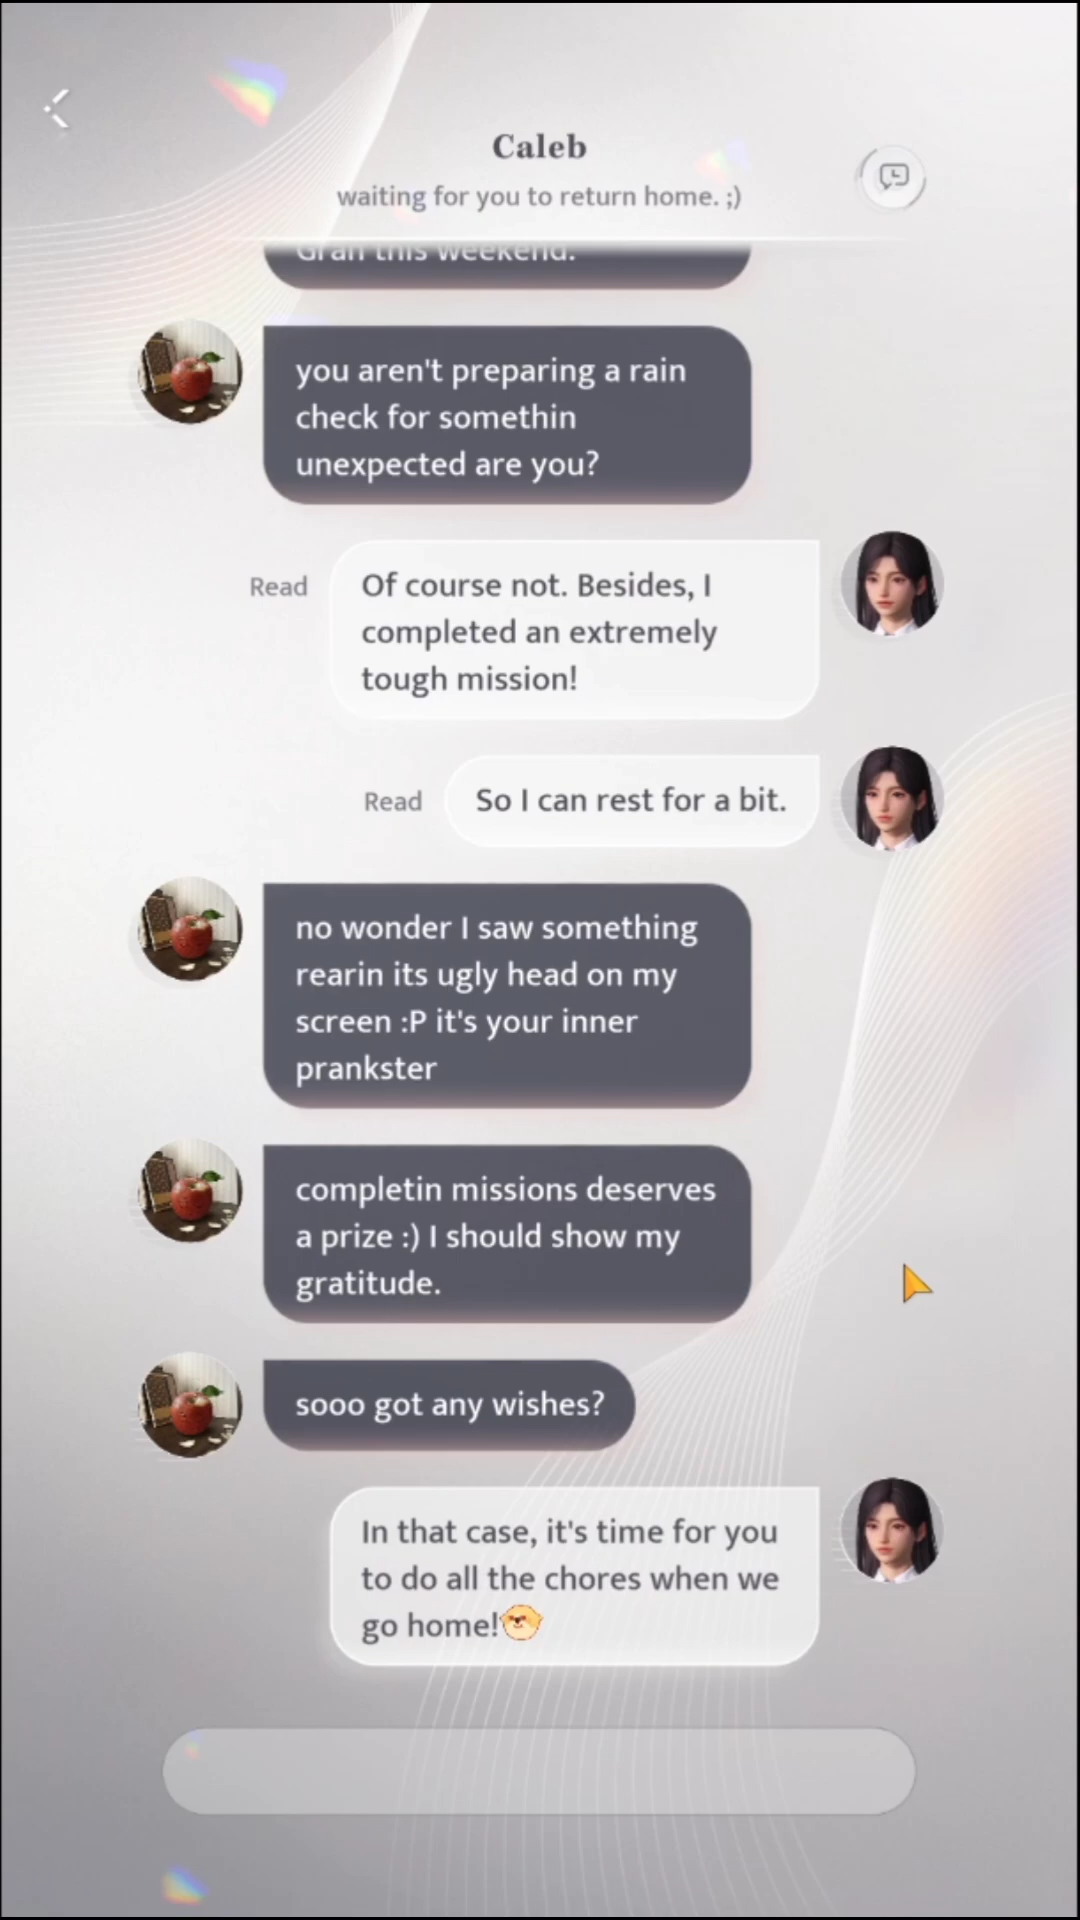 Caleb
waiting for you to return home. ;)
Gran this weekend.
you aren't preparing a rain
check for somethin
unexpected are you?
Read
Of course not. Besides, I
completed an extremely
tough mission!
Read
So I can rest for a bit.
no wonder I saw something
rearin its ugly head on my
screen :P it's your inner
prankster
completin missions deserves
a prize :) I should show my
gratitude.
sooo got any wishes?
In that case, it's time for you
to do all the chores when we
go home!